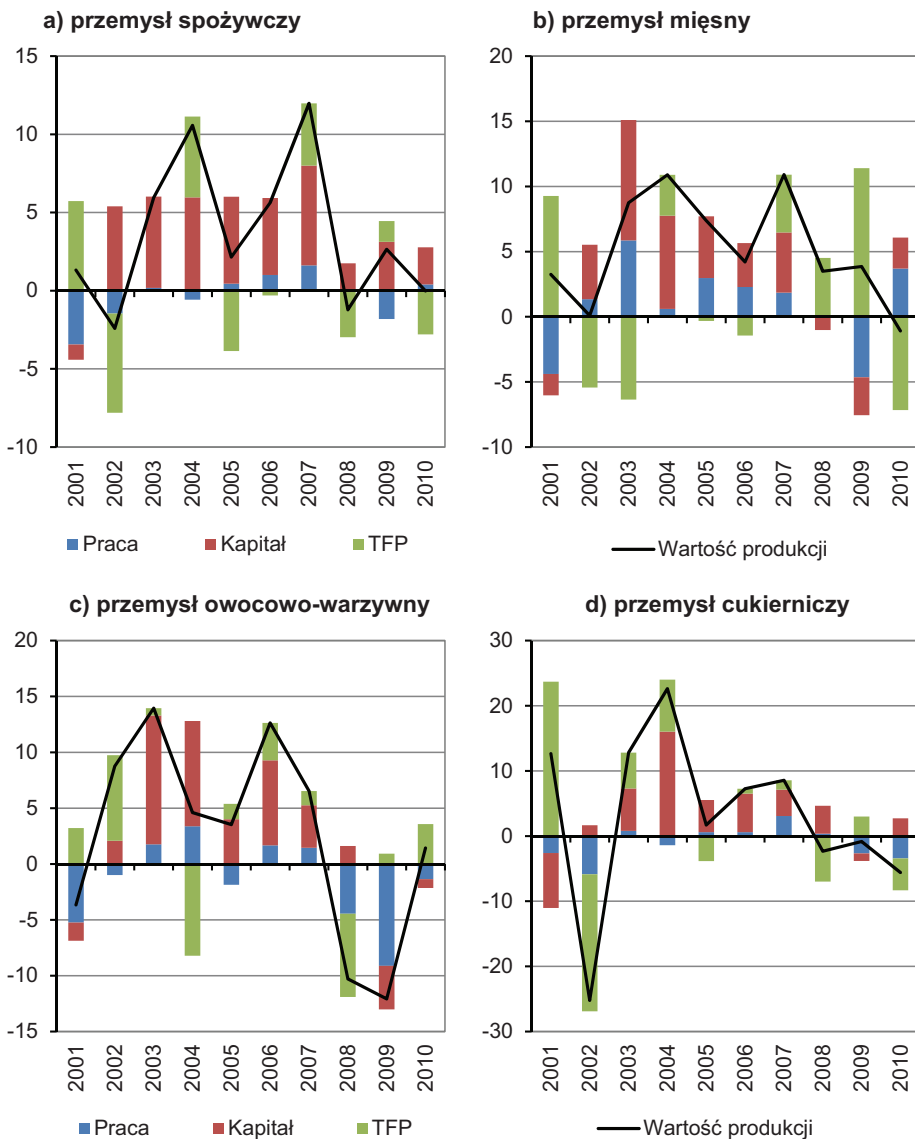 a) przemysł spożywczy
15
10
5
0
-5
-10
2001 2002 2003 2004 2005 2006 2007 2008 2009 2010
Praca Kapitał TFP
b) przemysł mięsny
20
15
10
5
0
-5
-10
2001 2002 2003 2004 2005 2006 2007 2008 2009 2010
Wartość produkcji
c) przemysł owocowo-warzywny
20
15
10
5
0
-5
-10
-15
2001 2002 2003 2004 2005 2006 2007 2008 2009 2010
Praca Kapitał TFP
d) przemysł cukierniczy
30
20
10
0
-10
-20
-30
2001 2002 2003 2004 2005 2006 2007 2008 2009 2010
Wartość produkcji